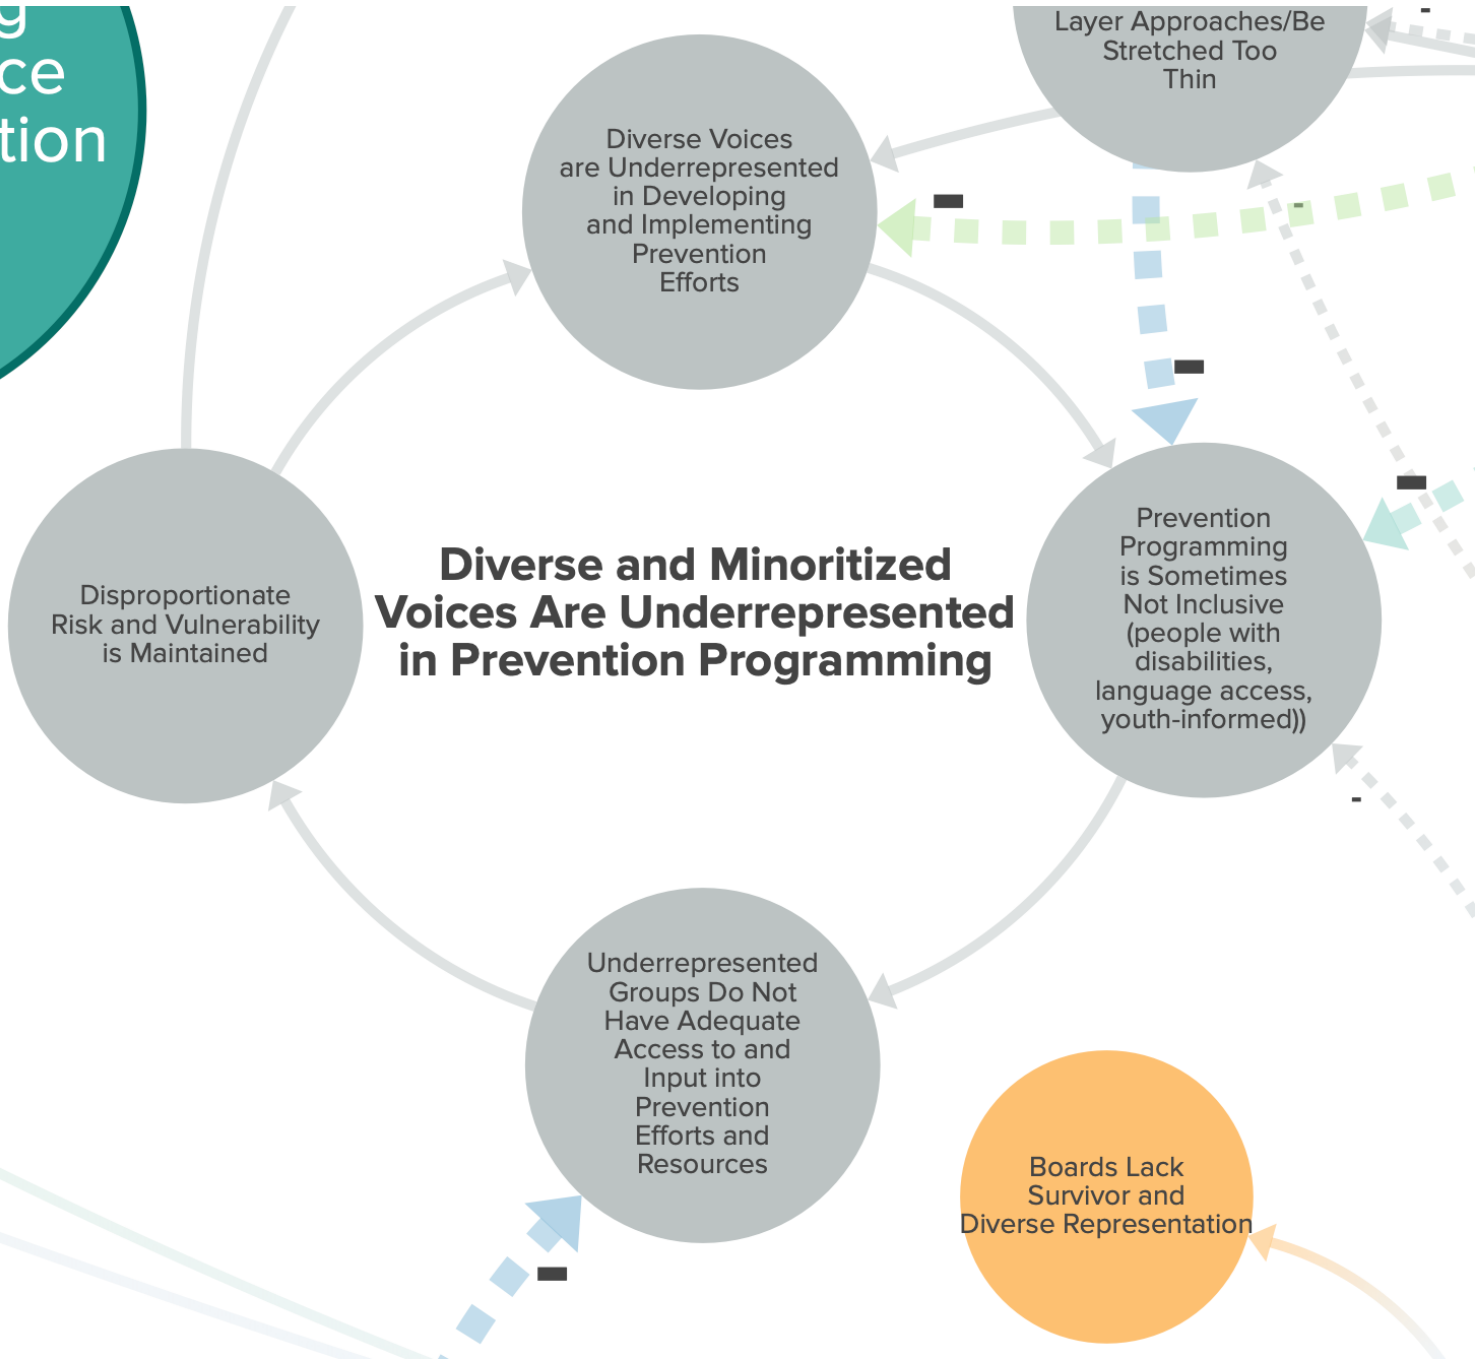 tion
Layer Approaches/Be
Stretched Too
Thin
Diverse Voices
are Underrepresented
in Developing
and Implementing
Prevention
Efforts
Disproportionate
Risk and Vulnerability
is Maintained
Diverse and Minoritized
Voices Are Underrepresented
in Prevention Programming
Prevention
Programming
is Sometimes
Not Inclusive
(people with
disabilities,
language access,
youth-informed))
Underrepresented
Groups Do Not
Have Adequate
Access to and
Input into
Prevention
Efforts and
Resources
Boards Lack
Survivor and
Diverse Representation